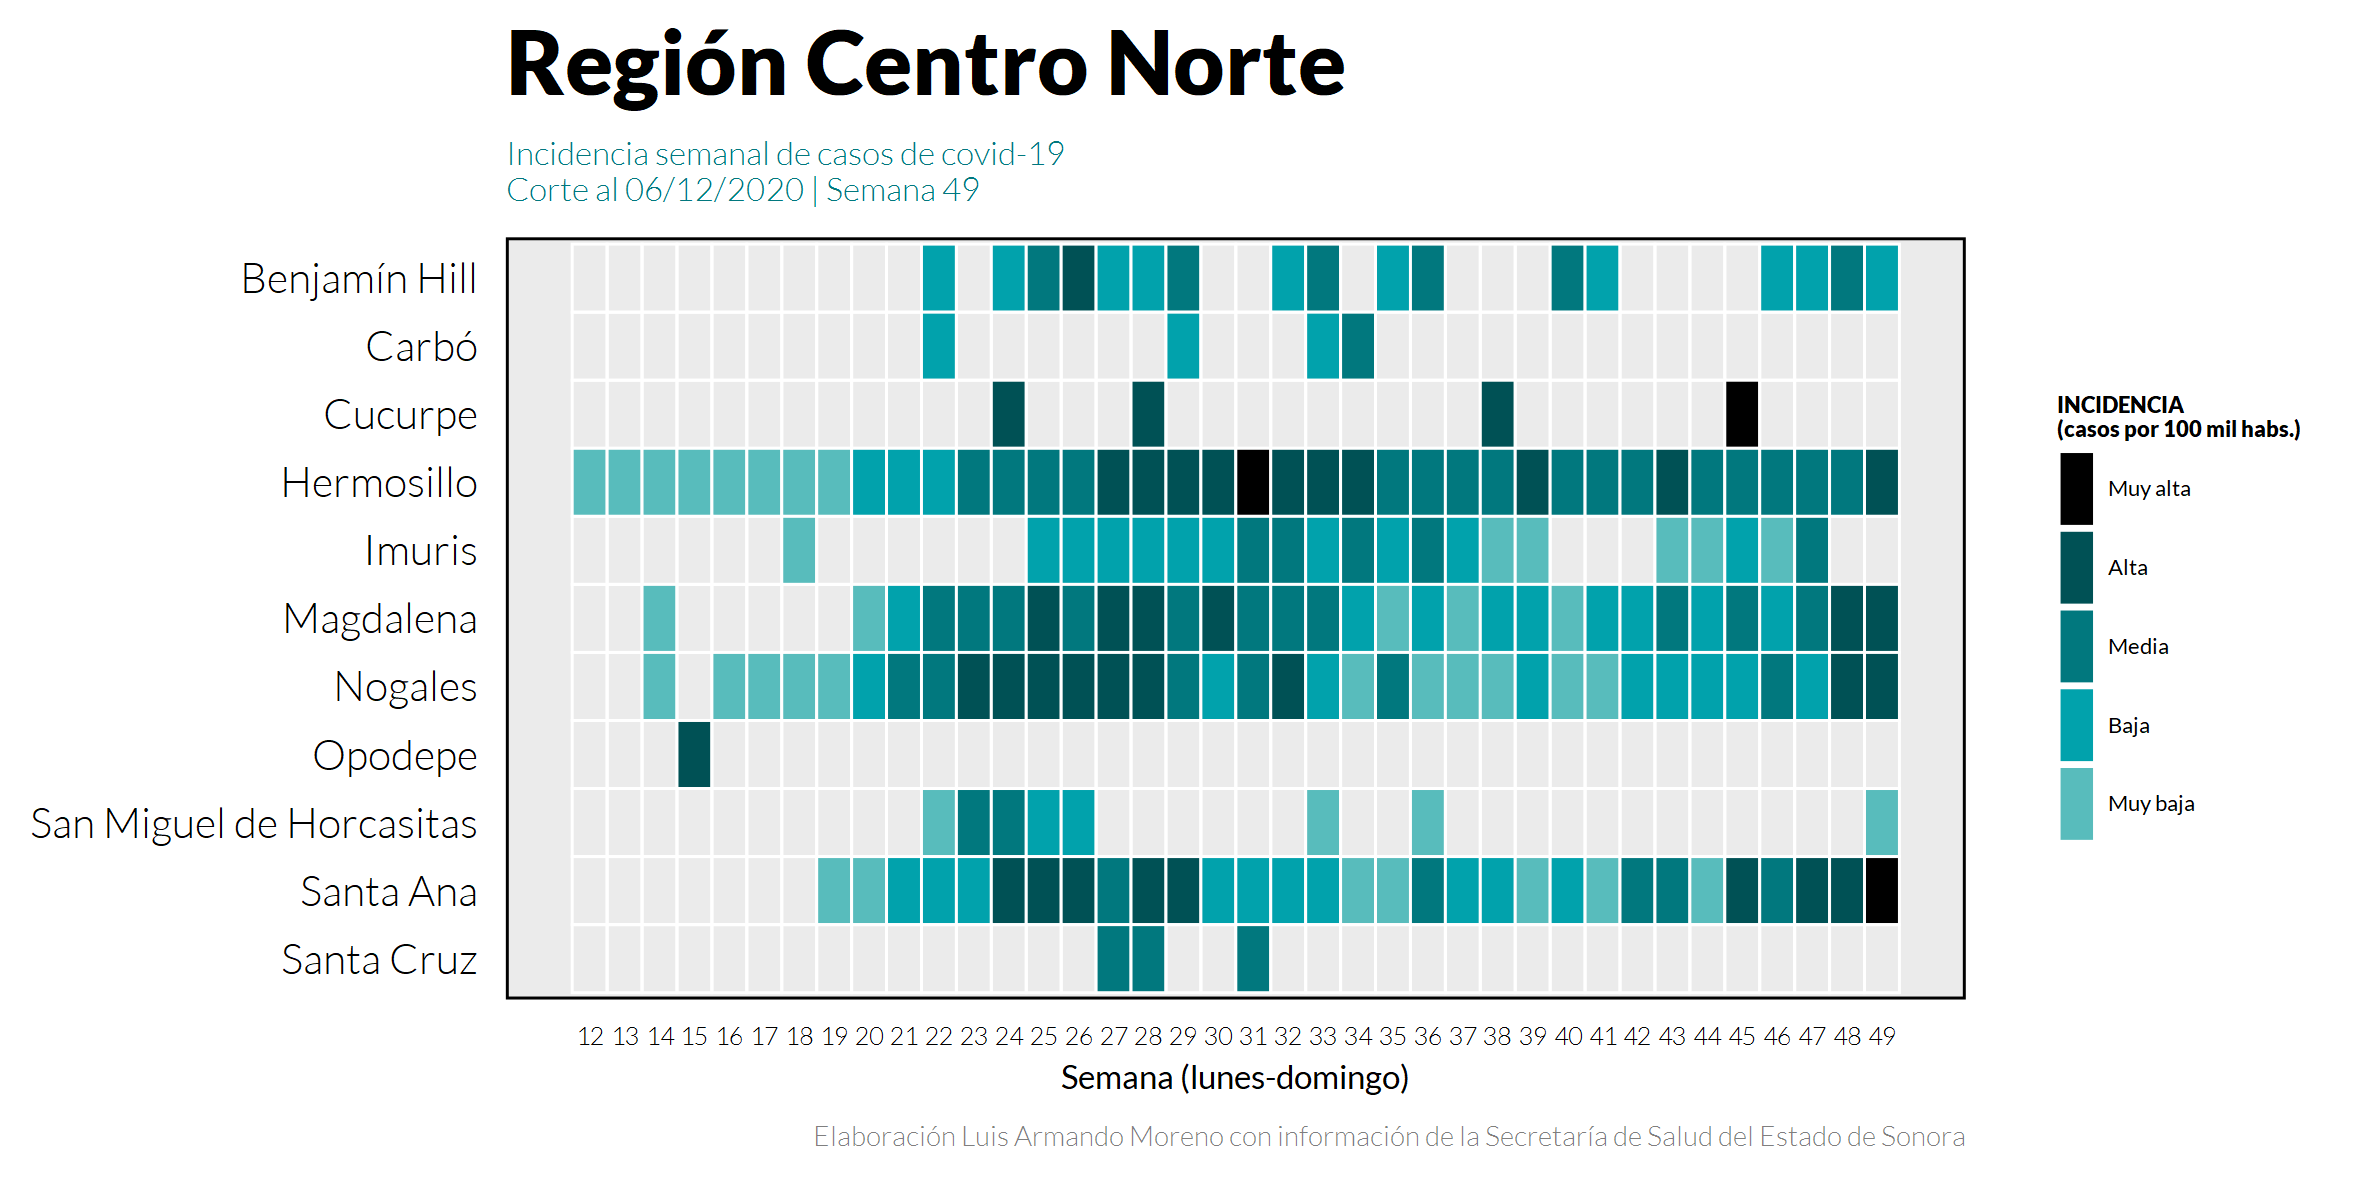 Región Centro Norte
Incidencia semanal de casos de covid-19
Corte al 06/12/2020 | Semana 49
Benjamín Hill
Carbó
Cucurpe
Hermosillo
Imuris
Magdalena
Nogales
Opodepe
San Miguel de Horcasitas
Santa Ana
Santa Cruz
12 13 14 15 16 17 18 19 20 21 22 23 24 25 26 27 28 29 30 31 32 33 34 35 36 37 38 39 40 41 42 43 44 45 46 47 48 49
Semana (lunes-domingo)
INCIDENCIA
(casos por 100 mil habs.)
Muy alta
Alta
Media
Baja
Muy baja
Elaboración Luis Armando Moreno con información de la Secretaría de Salud del Estado de Sonora